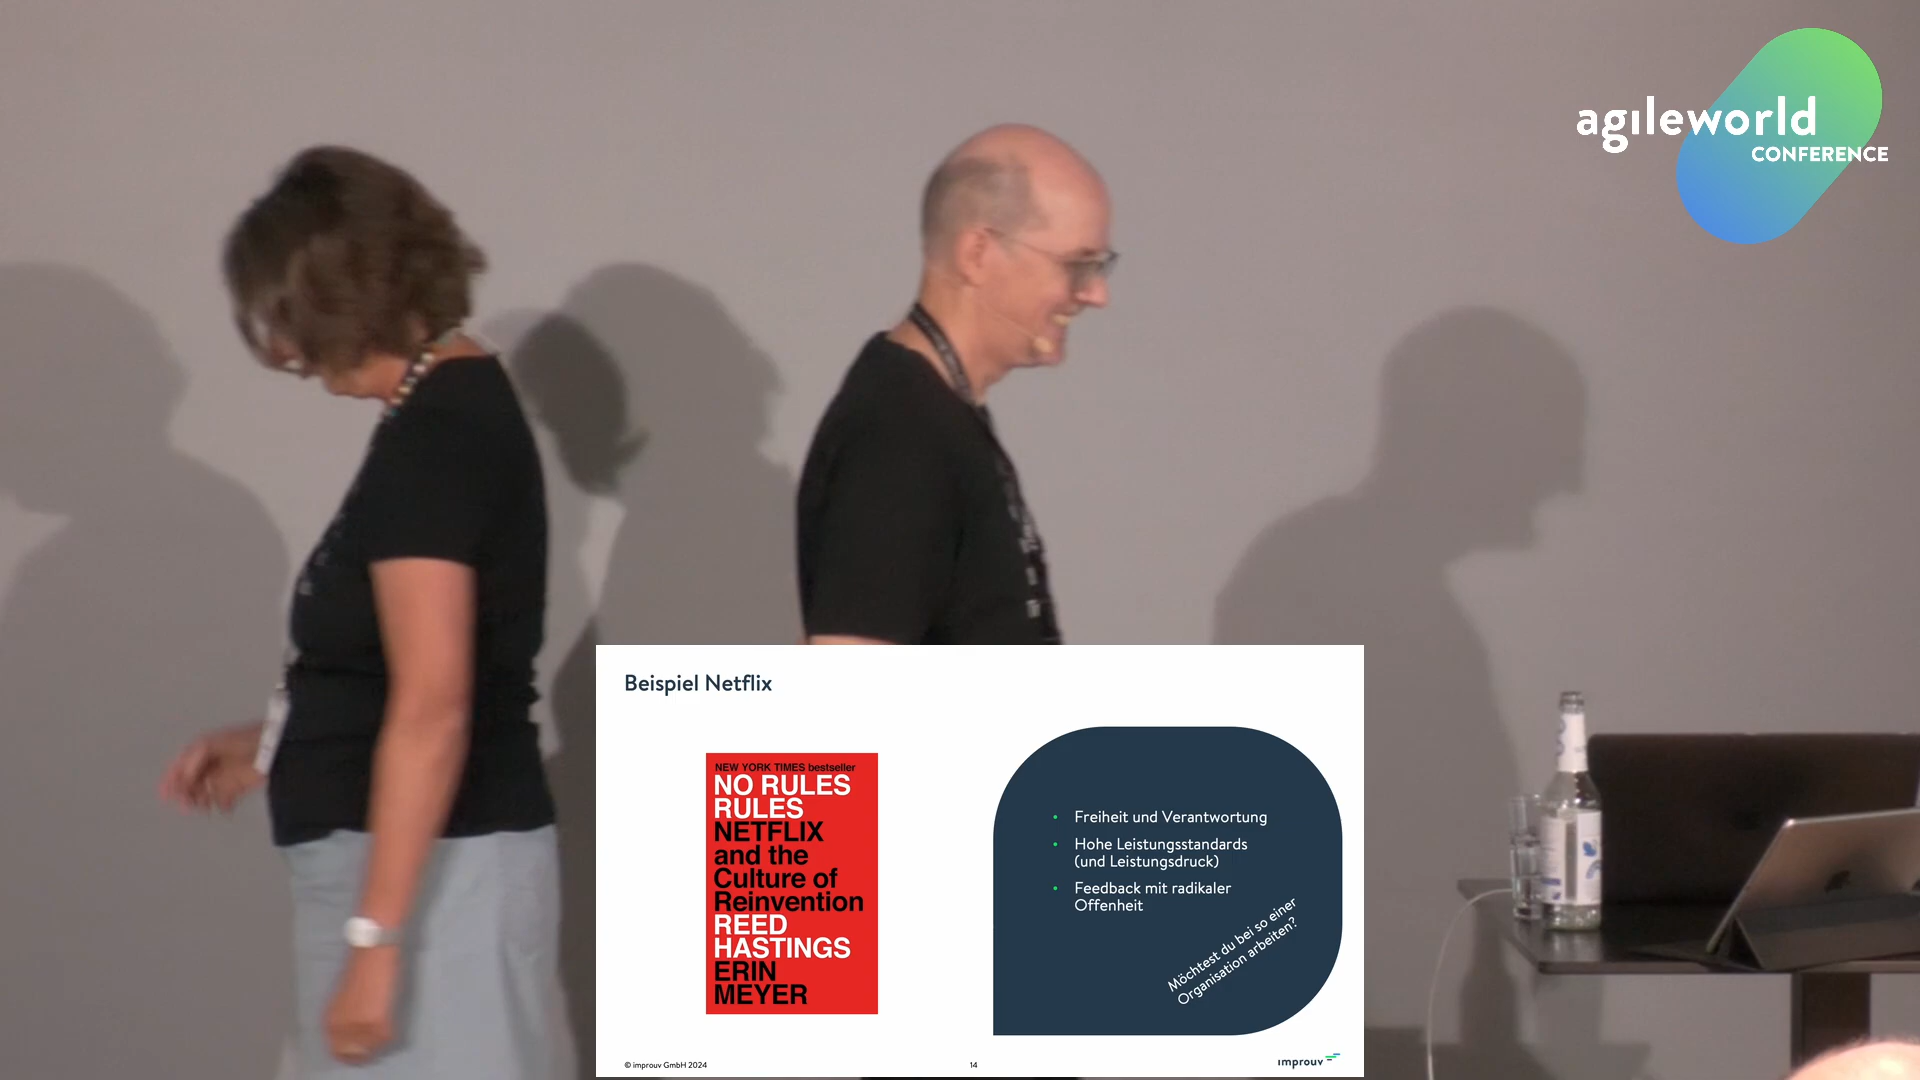 agileworld
CONFERENCE
Beispiel Netflix
NEW YORK TIMES bestseller
NO RULES
RULES
NETFLIX
and the
Culture of
Reinvention
REED
HASTINGS
ERIN
MEYER
• Freiheit und Verantwortung
• Hohe Leistungsstandards
(und Leistungsdruck)
• Feedback mit radikaler
Offenheit
Möchtest du bei so einer
Organisation arbeiten?
© improuv GmbH 2024
14
improuv